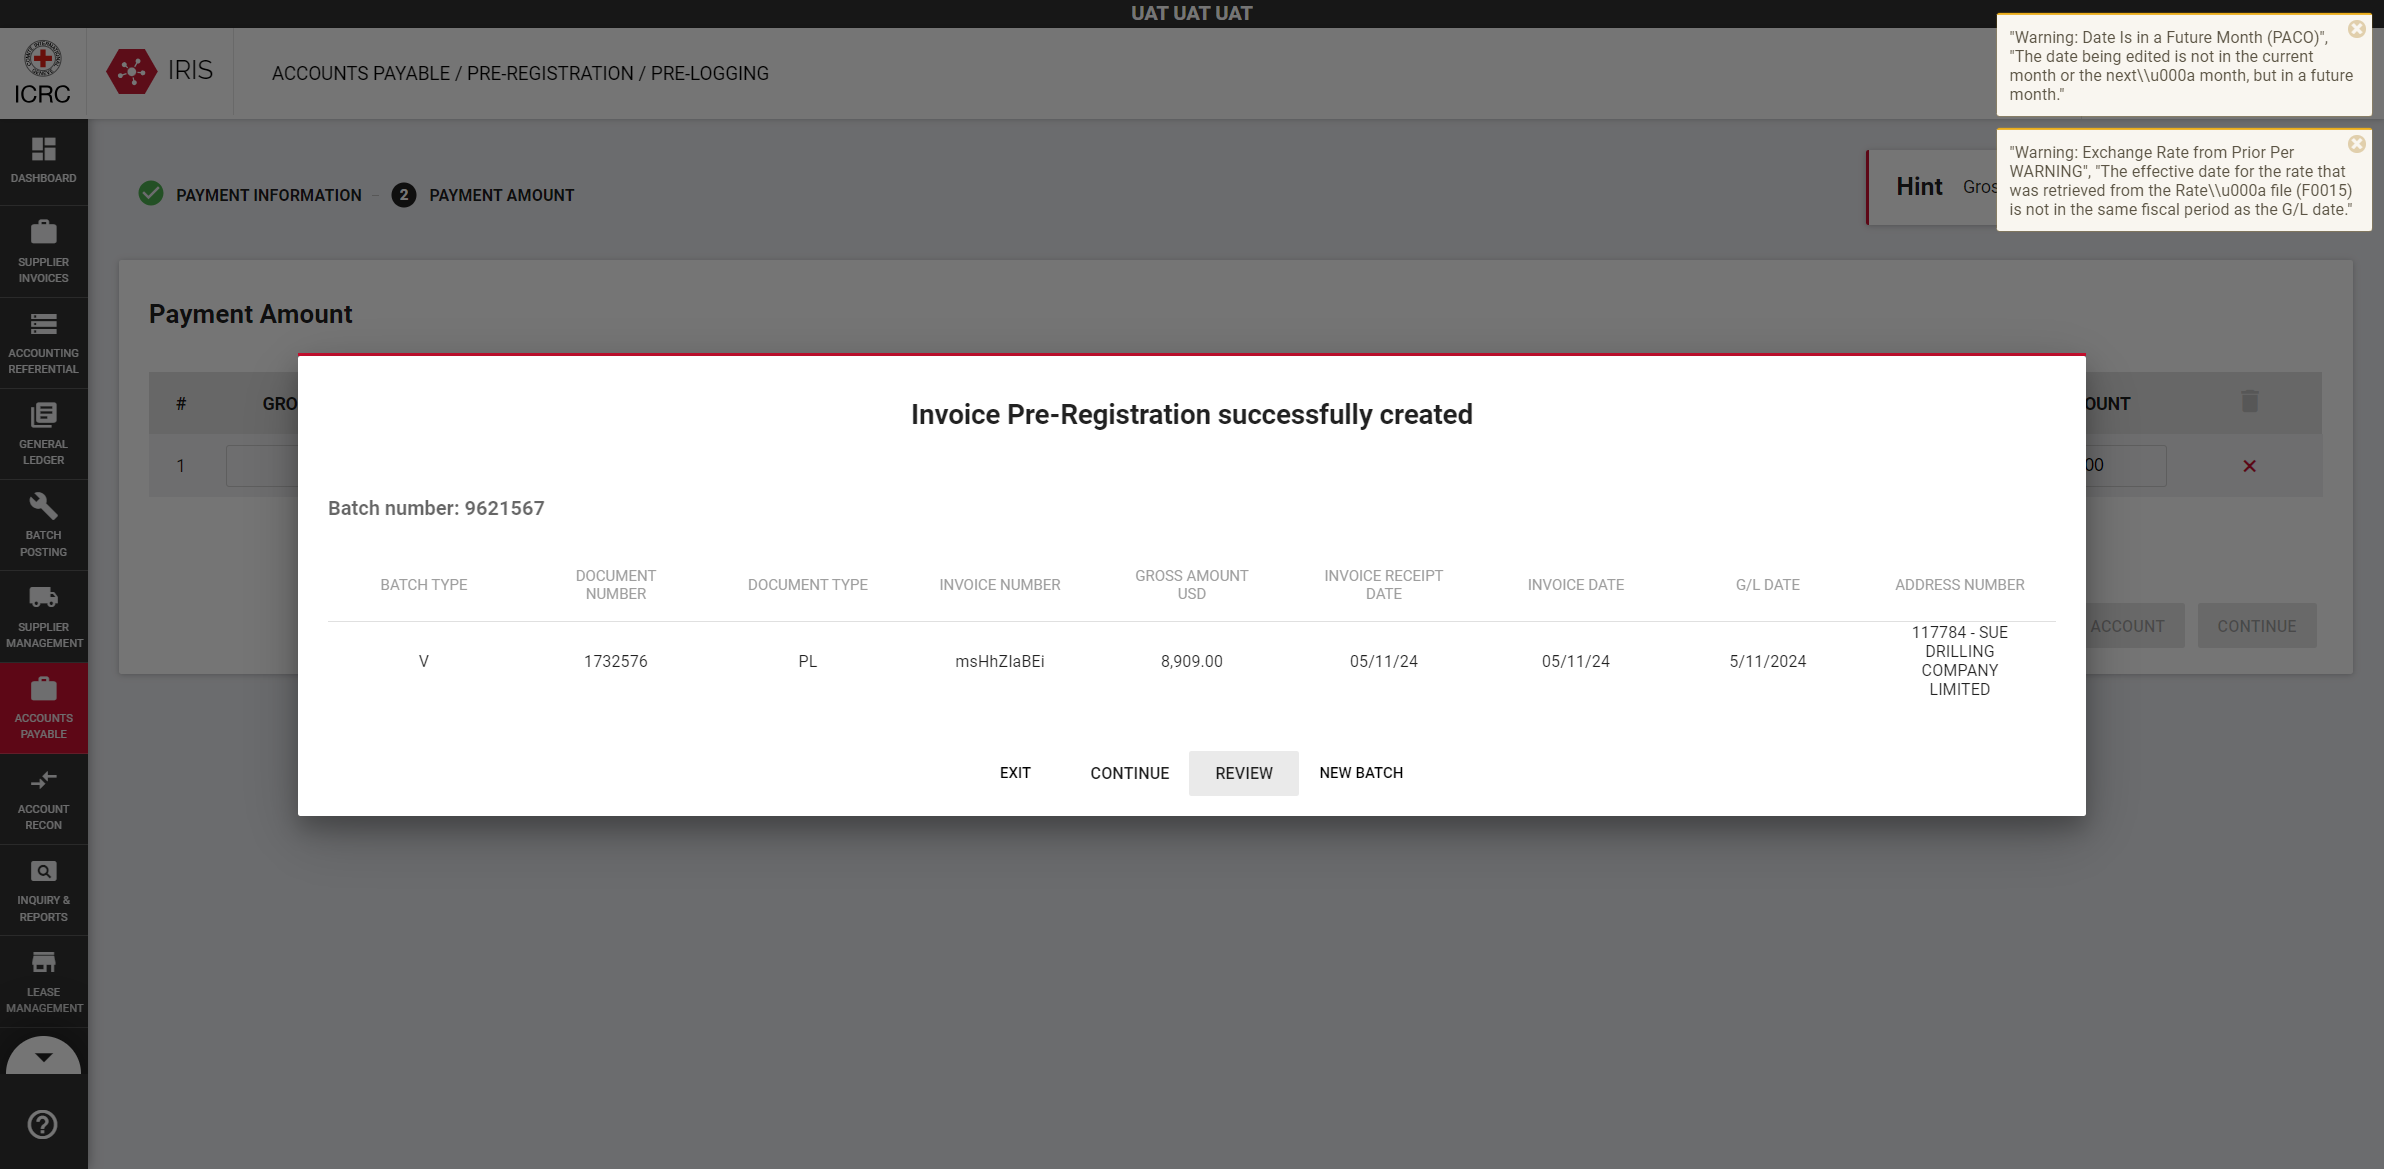 UAT UAT UAT
ICRC
IRIS
ACCOUNTS PAYABLE / PRE-REGISTRATION / PRE-LOGGING
"Warning: Date Is in a Future Month (PACO)",
"The date being edited is not in the current
month or the next\\u000a month, but in a future
month."
"Warning: Exchange Rate from Prior Per
WARNING", "The effective date for the rate that
was retrieved from the Rate\\u000a file (F0015)
is not in the same fiscal period as the G/L date."
Hint Gros
DASHBOARD
SUPPLIER
INVOICES
ACCOUNTING
REFERENTIAL
GENERAL
LEDGER
BATCH
POSTING
SUPPLIER
MANAGEMENT
ACCOUNTS
PAYABLE
ACCOUNT
RECON
INQUIRY &
REPORTS
LEASE
MANAGEMENT
PAYMENT INFORMATION
2 PAYMENT AMOUNT
Payment Amount
# GRO OUNT
1 00
ACCOUNT CONTINUE
Invoice Pre-Registration successfully created
Batch number: 9621567
BATCH TYPE
DOCUMENT
NUMBER
DOCUMENT TYPE
INVOICE NUMBER
GROSS AMOUNT
USD
INVOICE RECEIPT
DATE
INVOICE DATE
G/L DATE
ADDRESS NUMBER
V
1732576
PL
msHhZIaBEi
8,909.00
05/11/24
05/11/24
5/11/2024
117784 - SUE
DRILLING
COMPANY
LIMITED
EXIT CONTINUE REVIEW NEW BATCH